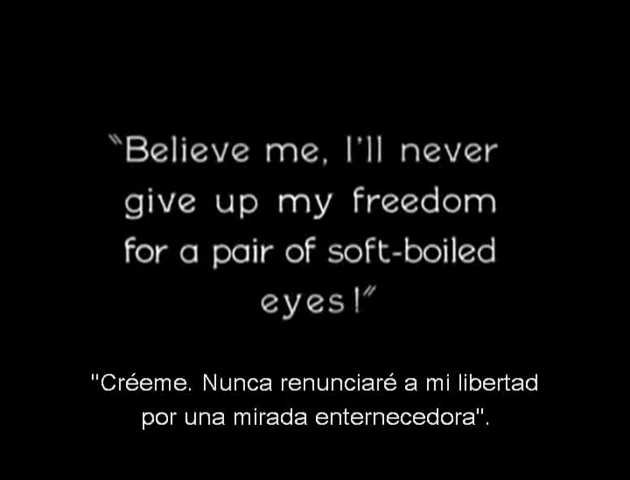 "Believe me, I'll never
give up my freedom
for a pair of soft-boiled
eyes!"
"Créeme. Nunca renunciaré a mi libertad
por una mirada enternecedora".